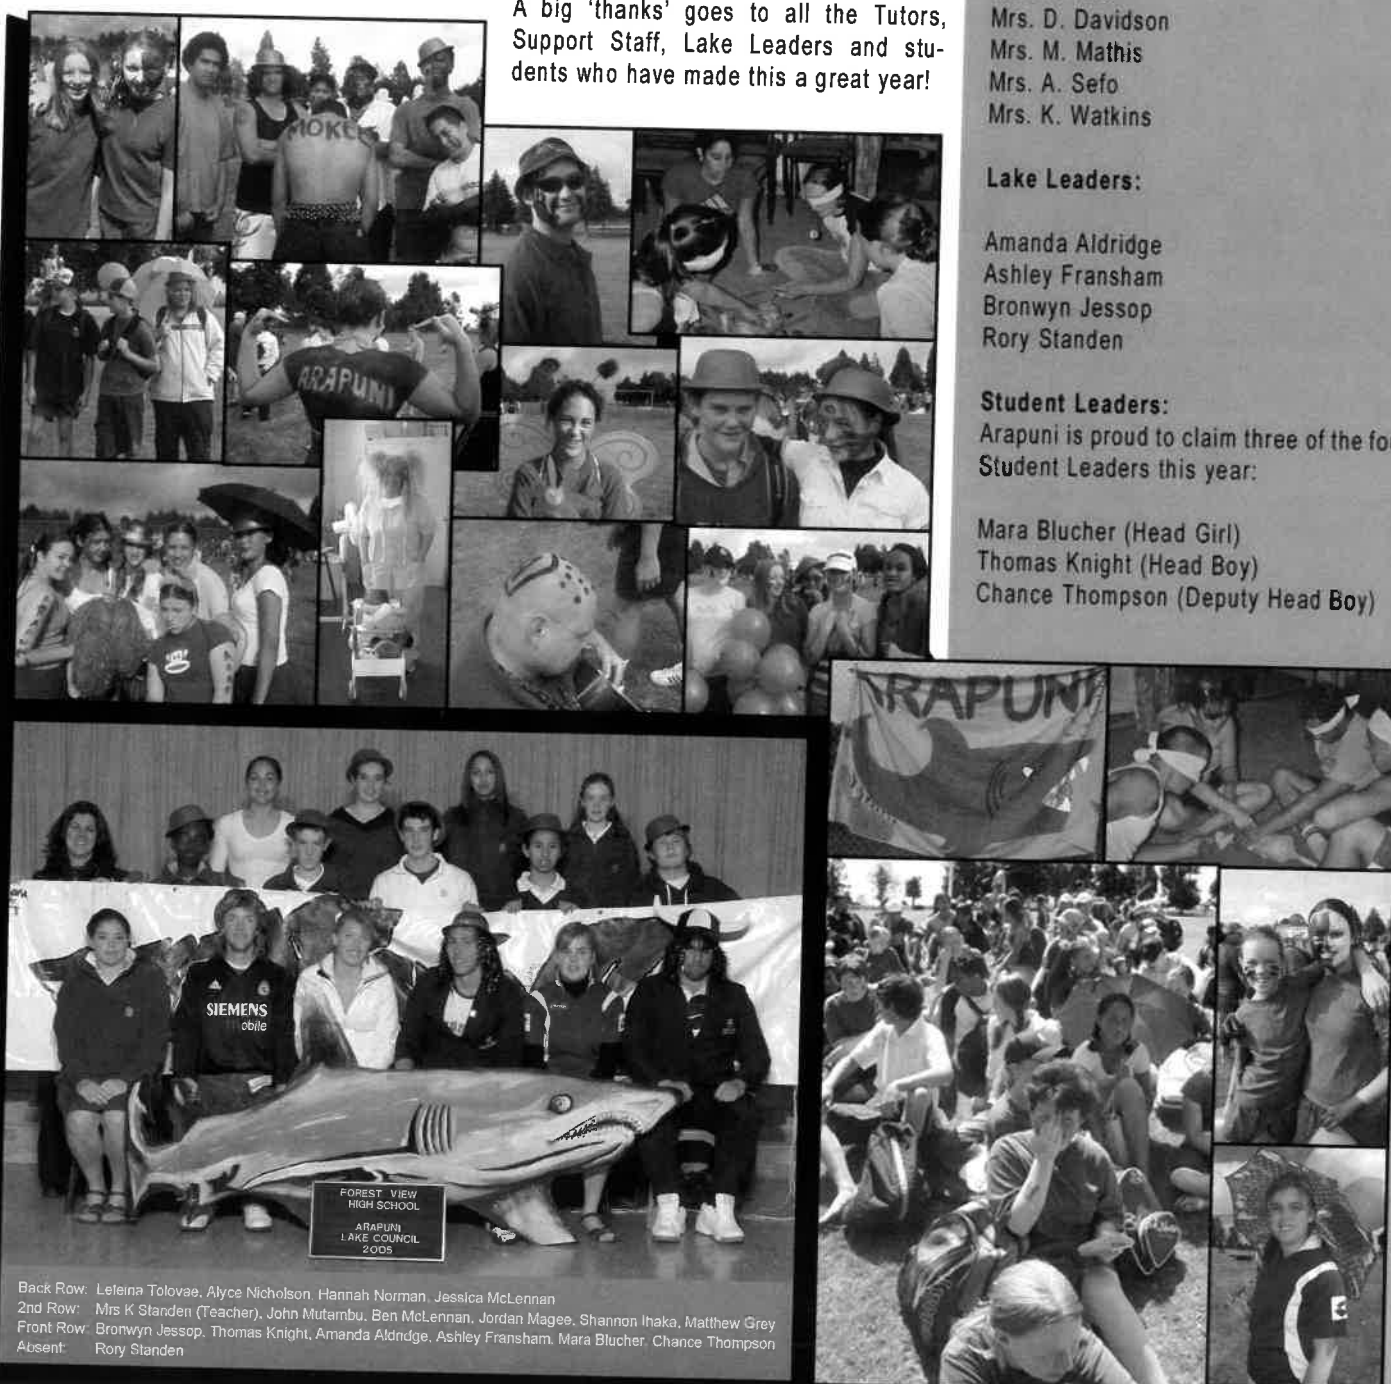 A big 'thanks' goes to all the Tutors,
Support Staff, Lake Leaders and stu-
dents who have made this a great year!
Mrs. D. Davidson
Mrs. M. Mathis
Mrs. A. Sefo
Mrs. K. Watkins
Lake Leaders:
Amanda Aldridge
Ashley Fransham
Bronwyn Jessop
Rory Standen
Student Leaders:
Arapuni is proud to claim three of the fo
Student Leaders this year:
Mara Blucher (Head Girl)
Thomas Knight (Head Boy)
Chance Thompson (Deputy Head Boy)
ARAPUNI
ARAPUNI
SIEMENS
obile
FOREST VIEW
HIGH SCHOOL
ARAPUNI
LAKE COUNCIL
2005
Back Row: Leleina Tolovae, Alyce Nicholson, Hannah Norman, Jessica McLennan
2nd Row: Mrs K Standen (Teacher), John Mutambu, Ben McLennan, Jordan Magee, Shannon Ihaka, Matthew Grey
Front Row: Bronwyn Jessop, Thomas Knight, Amanda Aldridge, Ashley Fransham, Mara Blucher, Chance Thompson
Absent: Rory Standen